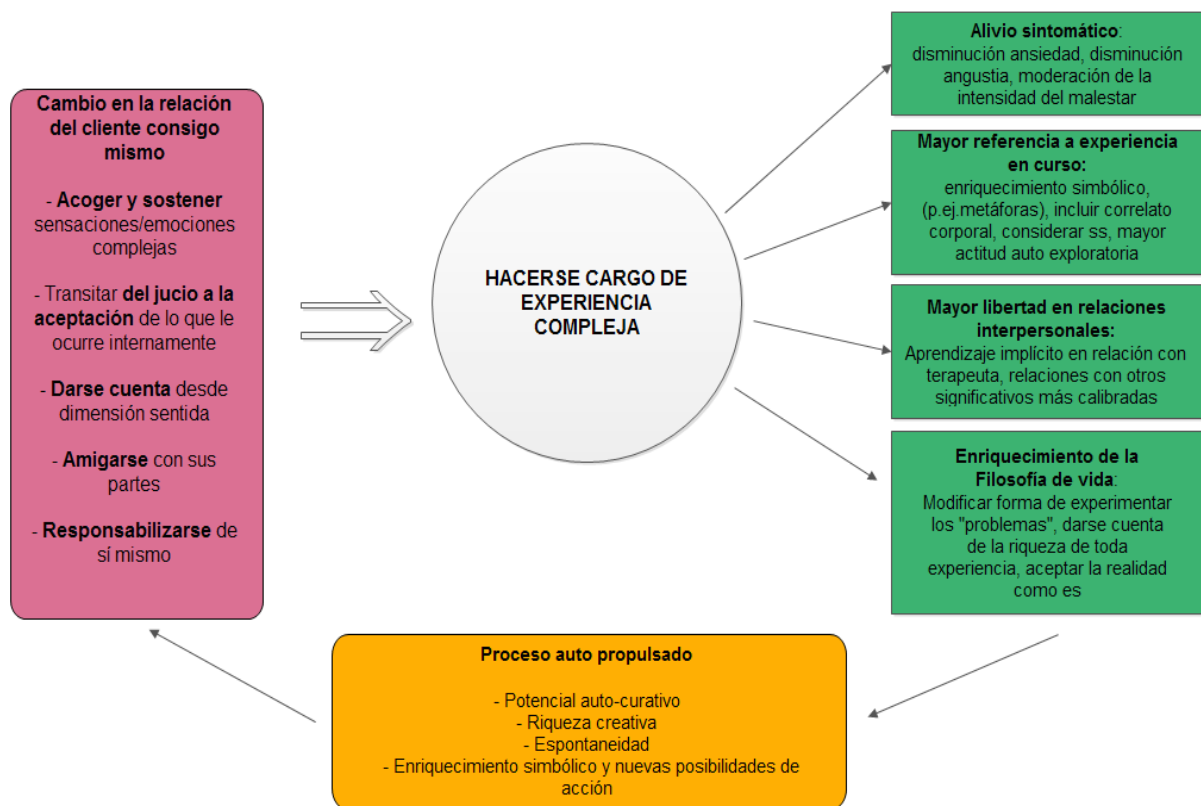 Cambio en la relación
del cliente consigo
mismo
- Acoger y sostener
sensaciones/emociones
complejas
- Transitar del jucio a la
aceptación de lo que le
ocurre internamente
- Darse cuenta desde
dimensión sentida
- Amigarse con sus
partes
- Responsabilizarse de
sí mismo
HACERSE CARGO DE
EXPERIENCIA
COMPLEJA
Alivio sintomático:
disminución ansiedad, disminución
angustia, moderación de la
intensidad del malestar
Mayor referencia a experiencia
en curso:
enriquecimiento simbólico,
(p.ej.metáforas), incluir correlato
corporal, considerar ss, mayor
actitud auto exploratoria
Mayor libertad en relaciones
interpersonales:
Aprendizaje implícito en relación con
terapeuta, relaciones con otros
significativos más calibradas
Enriquecimiento de la
Filosofía de vida:
Modificar forma de experimentar
los "problemas", darse cuenta
de la riqueza de toda
experiencia, aceptar la realidad
como es
Proceso auto propulsado
- Potencial auto-curativo
- Riqueza creativa
- Espontaneidad
- Enriquecimiento simbólico y nuevas posibilidades de
acción